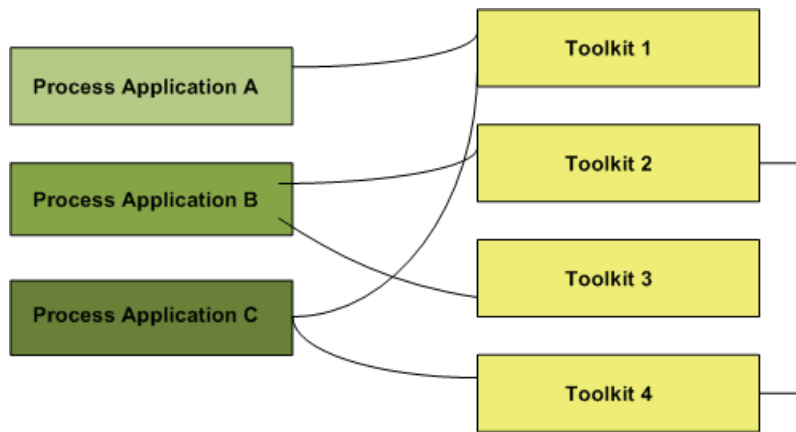 Process Application A
Process Application B
Process Application C
Toolkit 1
Toolkit 2
Toolkit 3
Toolkit 4